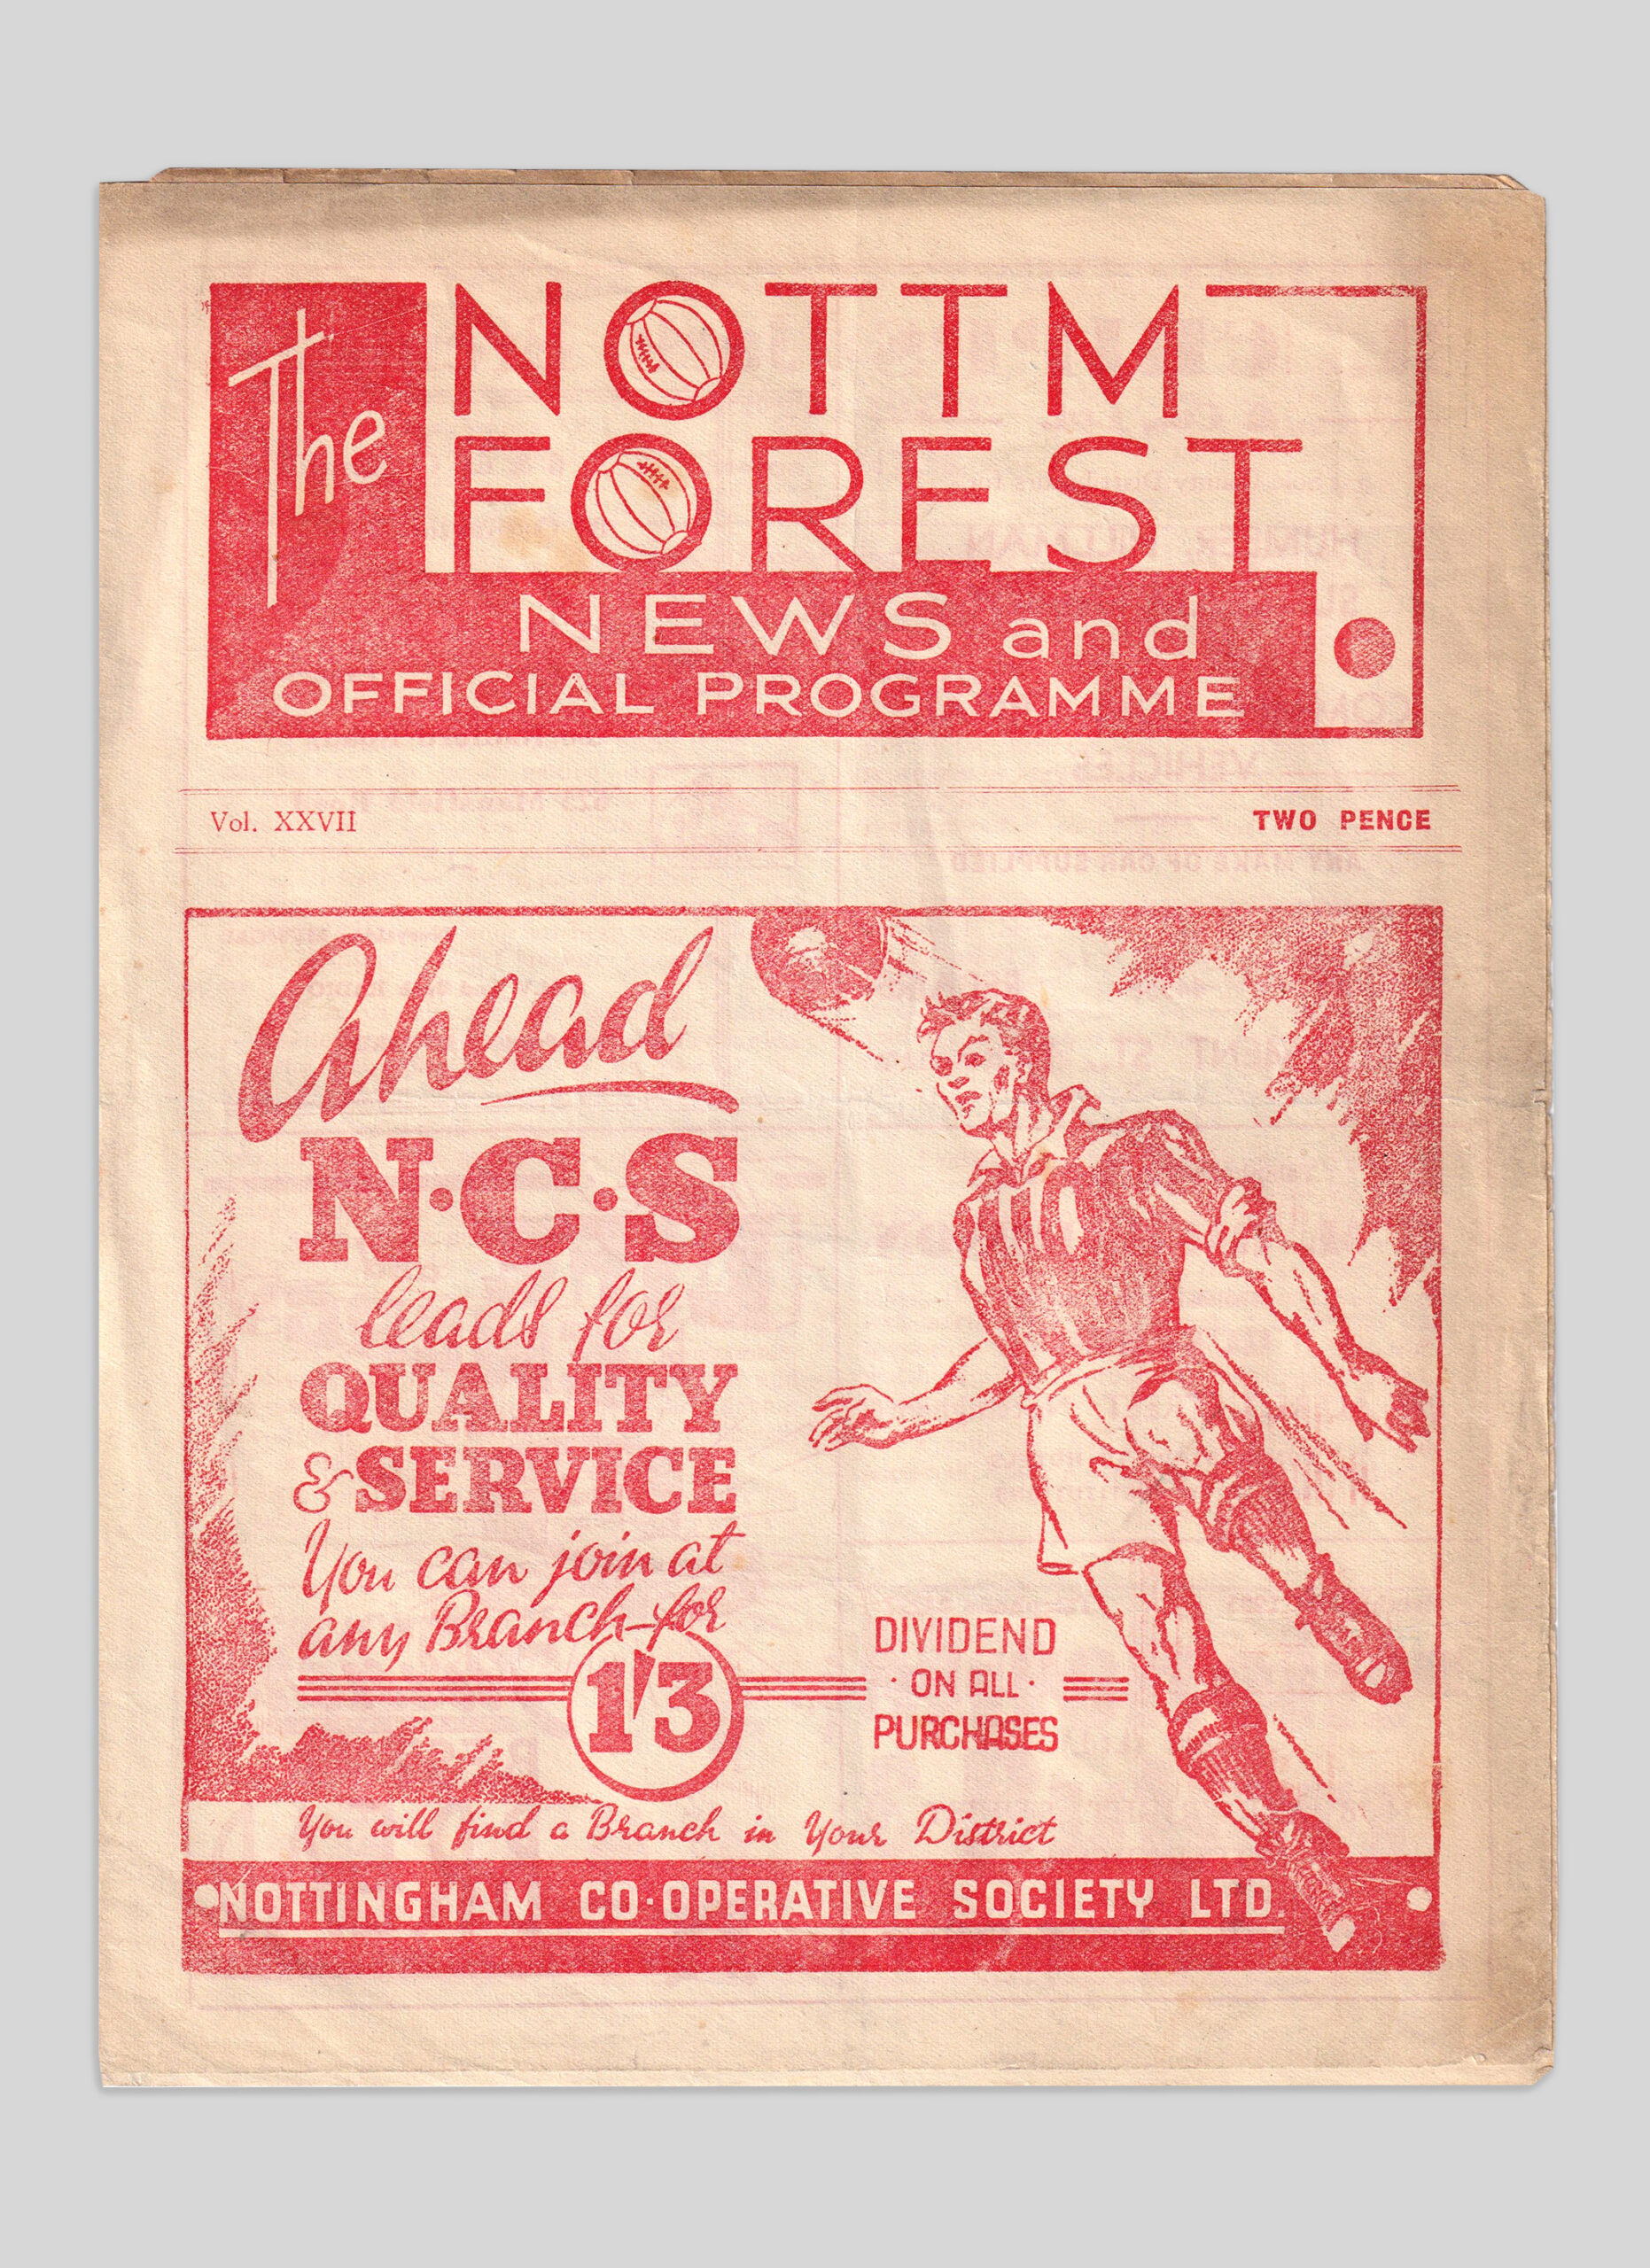 The
NOTTM
FOREST
NEWS and
OFFICIAL PROGRAMME
Vol. XXVII
TWO PENCE
Ahead
N·C·S
leads for
QUALITY
& SERVICE
You can join at
any Branch-for
1'3
DIVIDEND
· ON ALL ·
PURCHASES
You will find a Branch in Your District
NOTTINGHAM CO·OPERATIVE SOCIETY LTD.